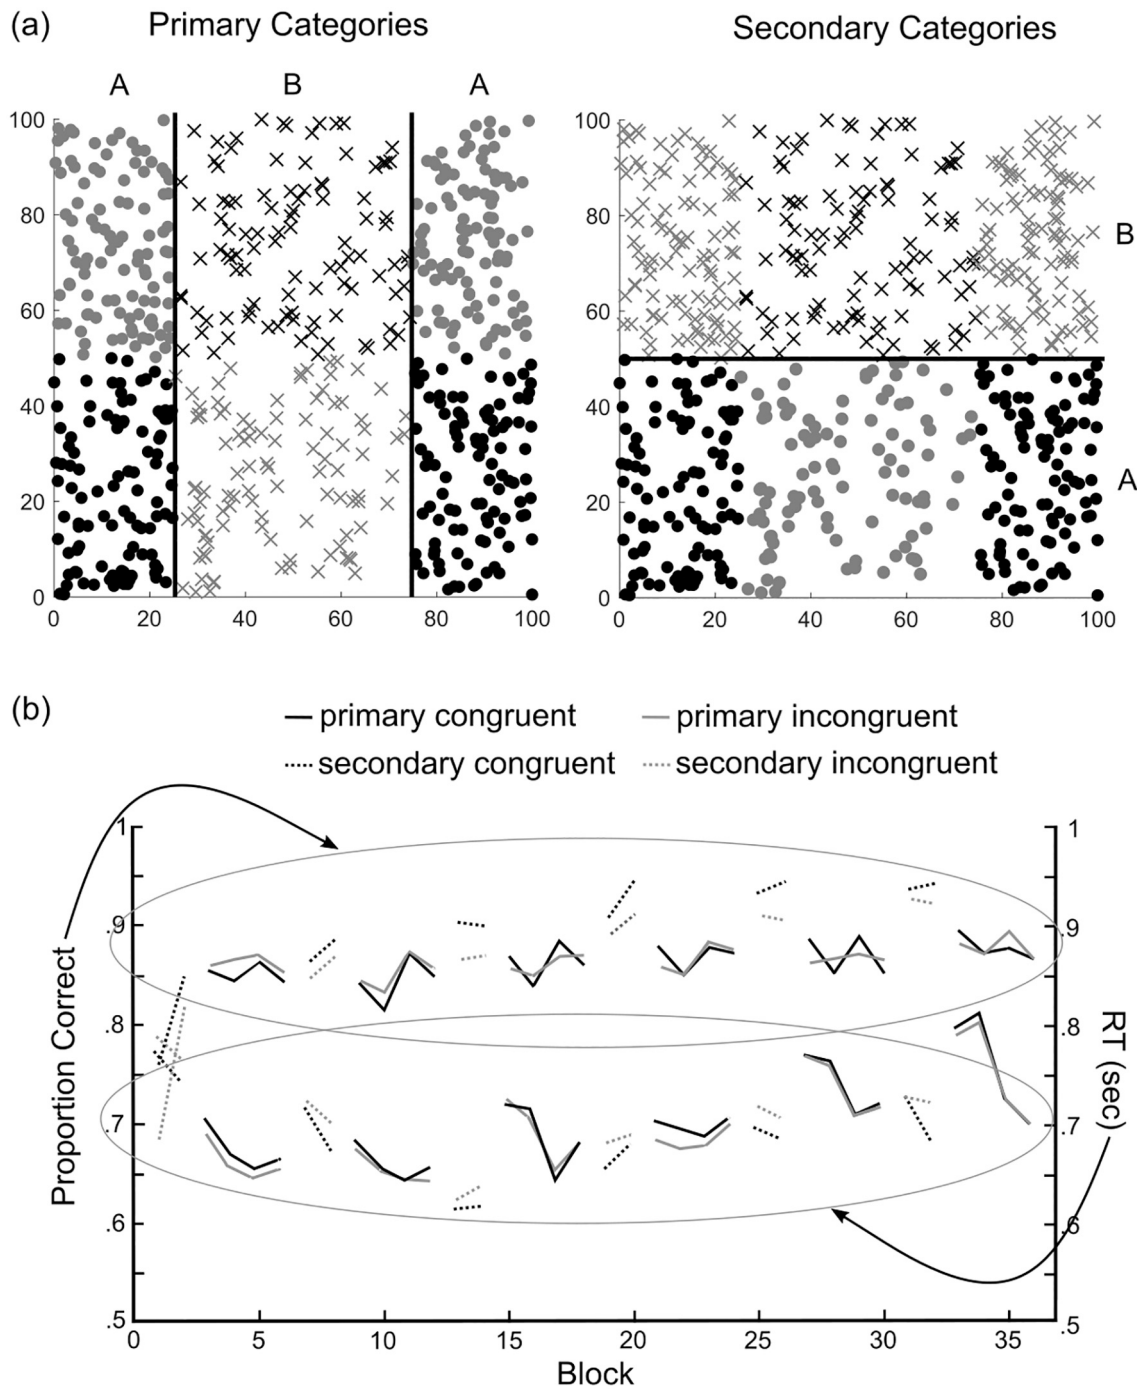 (a)
Primary Categories
Secondary Categories
A B A
100
80
60
40
20
0
0 20 40 60 80 100
100
80
60
40
20
0
0 20 40 60 80 100
B
A
(b)
primary congruent
primary incongruent
secondary congruent
secondary incongruent
Proportion Correct
1
.9
.8
.7
.6
.5
1
.9
.8
.7
.6
.5
RT (sec)
0 5 10 15 20 25 30 35
Block